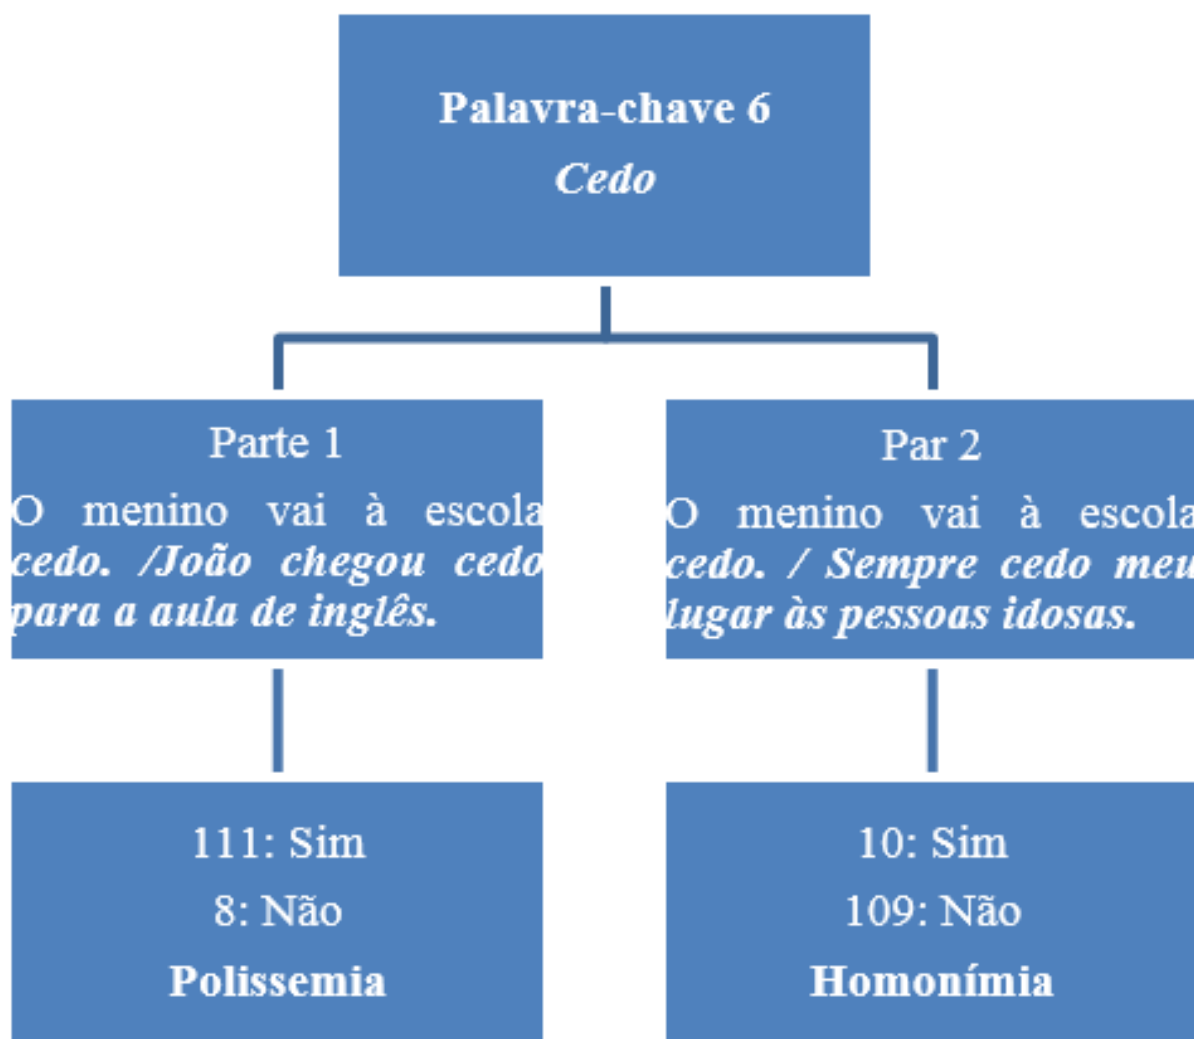 Palavra-chave 6
Cedo
Parte 1
O menino vai à escola
cedo. /João chegou cedo
para a aula de inglês.
111: Sim
8: Não
Polissemia
Par 2
O menino vai à escola
cedo. / Sempre cedo meu
lugar às pessoas idosas.
10: Sim
109: Não
Homonímia